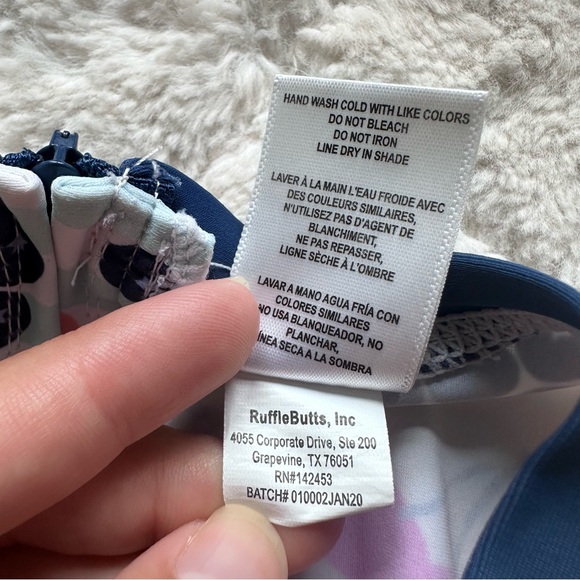 HAND WASH COLD WITH LIKE COLORS
DO NOT BLEACH
DO NOT IRON
LINE DRY IN SHADE
LAVER À LA MAIN L'EAU FROIDE AVEC
DES COULEURS SIMILAIRES,
N'UTILISEZ PAS D'AGENT DE
BLANCHIMENT,
NE PAS REPASSER,
LIGNE SÈCHE À L'OMBRE
LAVAR A MANO AGUA FRÍA CON
COLORES SIMILARES
NO USA BLANQUEADOR, NO
PLANCHAR,
ÍNEA SECA A LA SOMBRA
RuffleButts, Inc
4055 Corporate Drive, Ste 200
Grapevine, TX 76051
RN#142453
BATCH# 010002JAN20